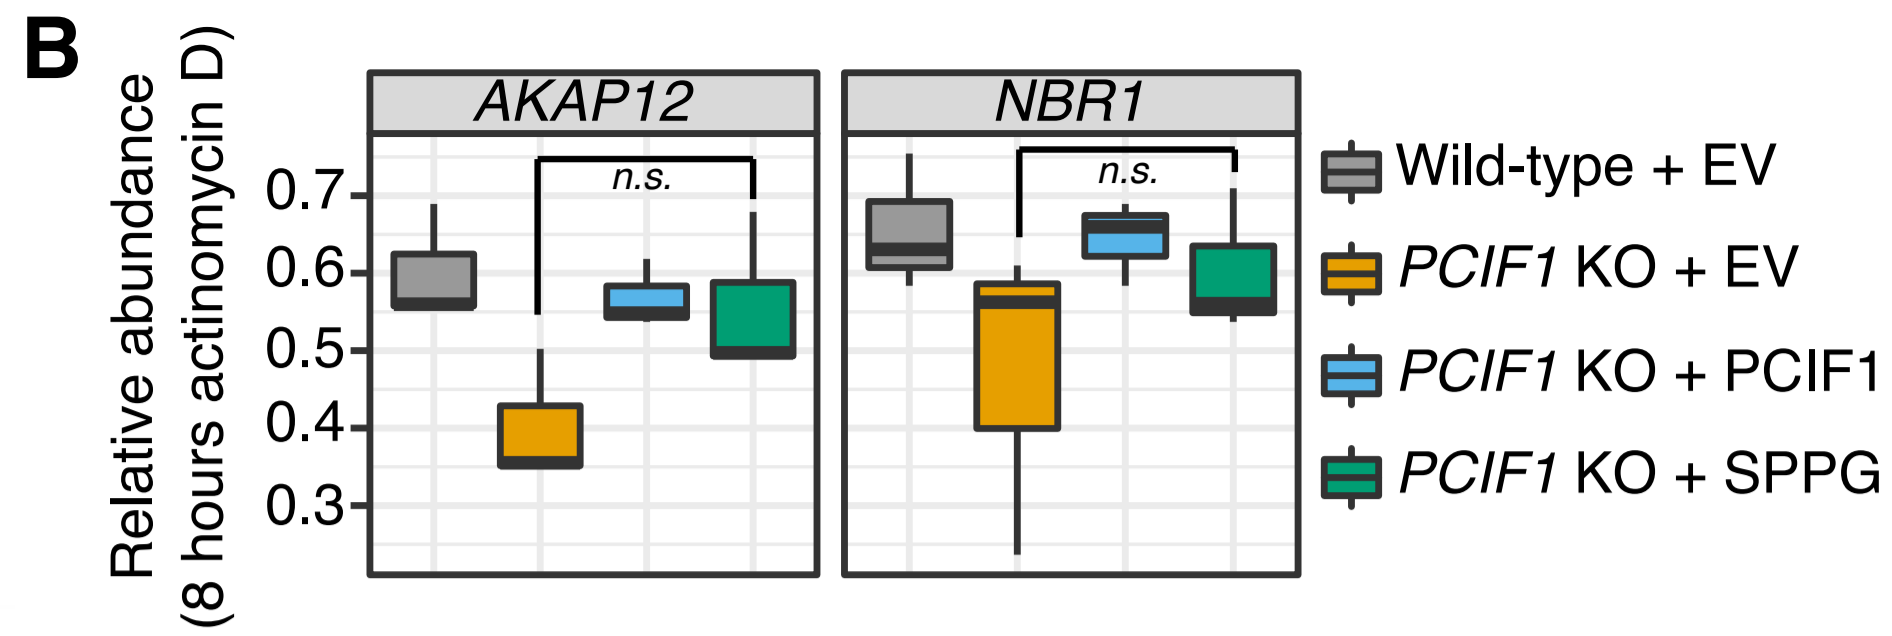 B
Relative abundance
(8 hours actinomycin D)
AKAP12
NBR1
0.7
0.6
0.5
0.4
0.3
n.s.
n.s.
Wild-type + EV
PCIF1 KO + EV
PCIF1 KO + PCIF1
PCIF1 KO + SPPG